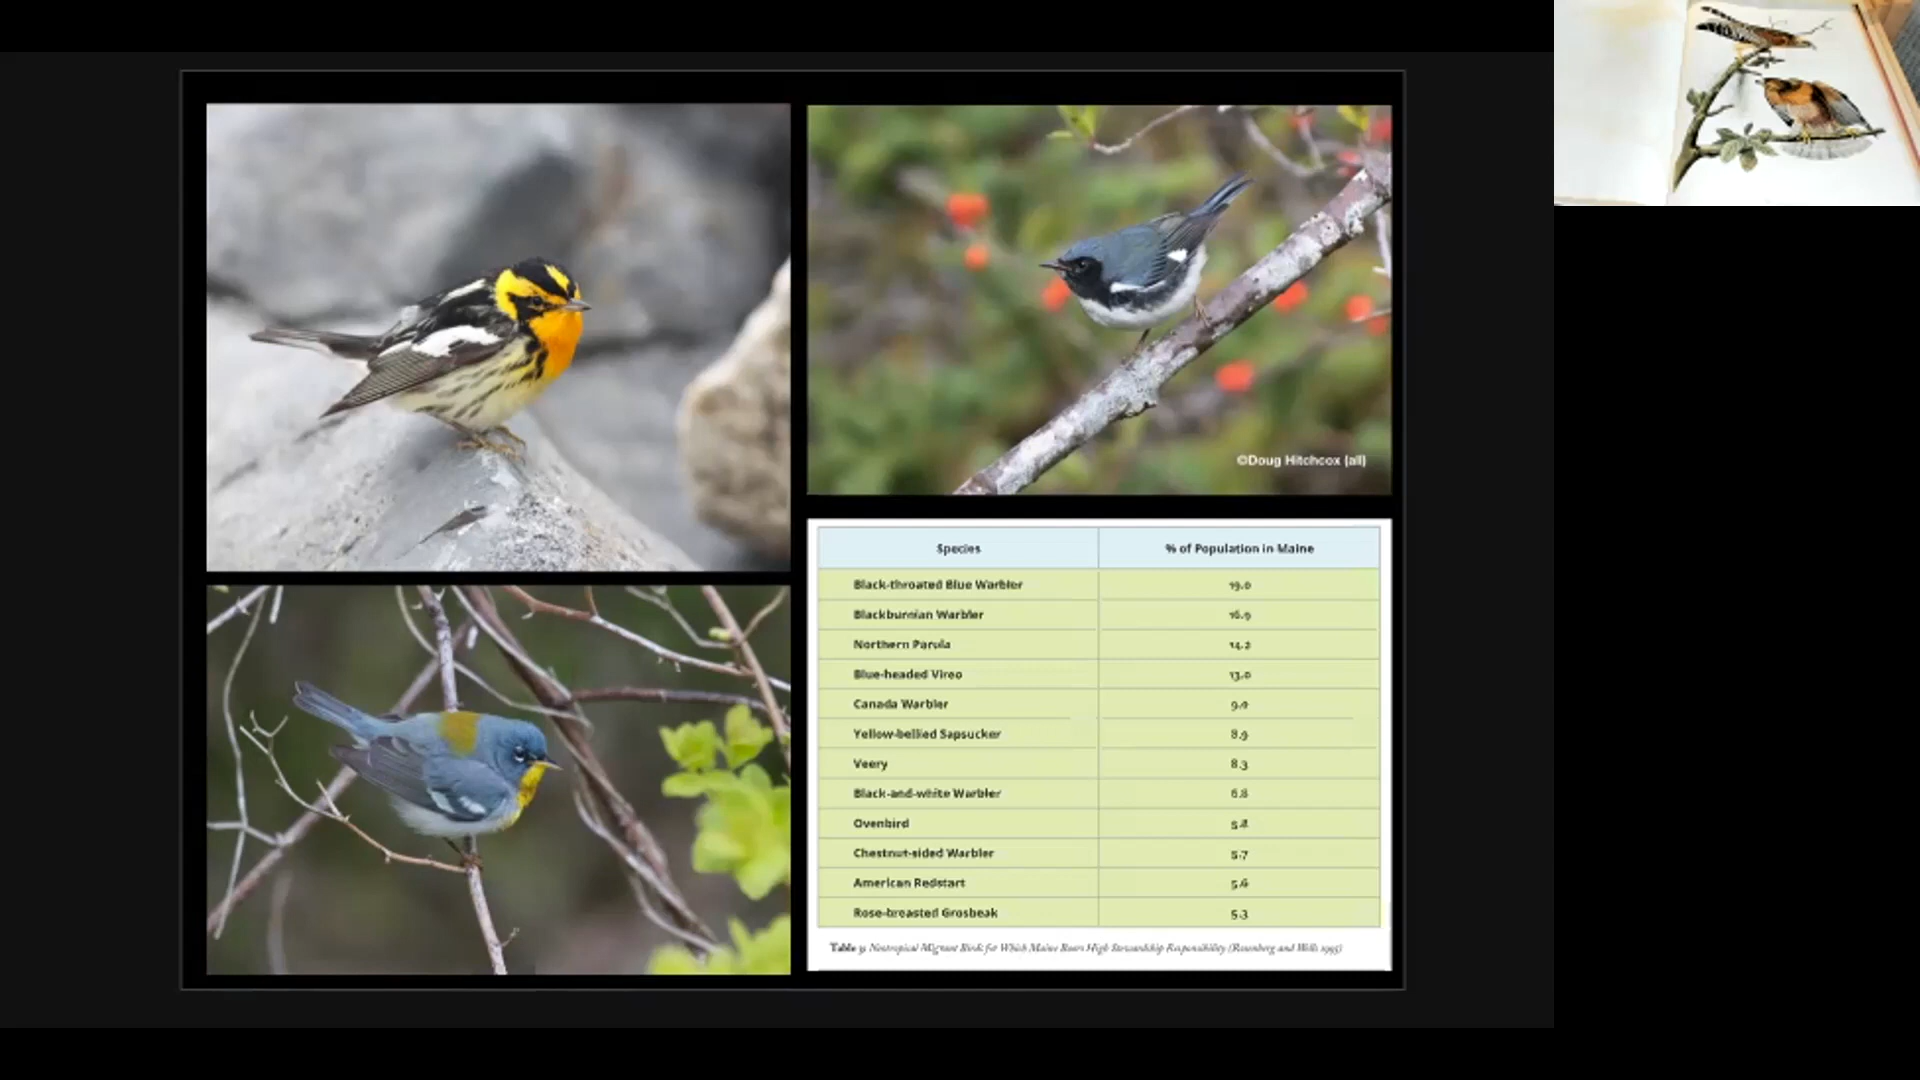 ©Doug Hitchcox (all)
Species % of Population in Maine
Black-throated Blue Warbler 19.0
Blackburnian Warbler 16.9
Northern Parula 14.2
Blue-headed Vireo 13.0
Canada Warbler 9.0
Yellow-bellied Sapsucker 8.9
Veery 8.3
Black-and-white Warbler 6.8
Ovenbird
Chestnut-sided Warbler 5.7
American Redstart 5.6
Rose-breasted Grosbeak 5.3
Table Neotropical Migrant Birds for Which Maine Bears High Stewardship Responsibility (Rosenberg and Wells 1995)